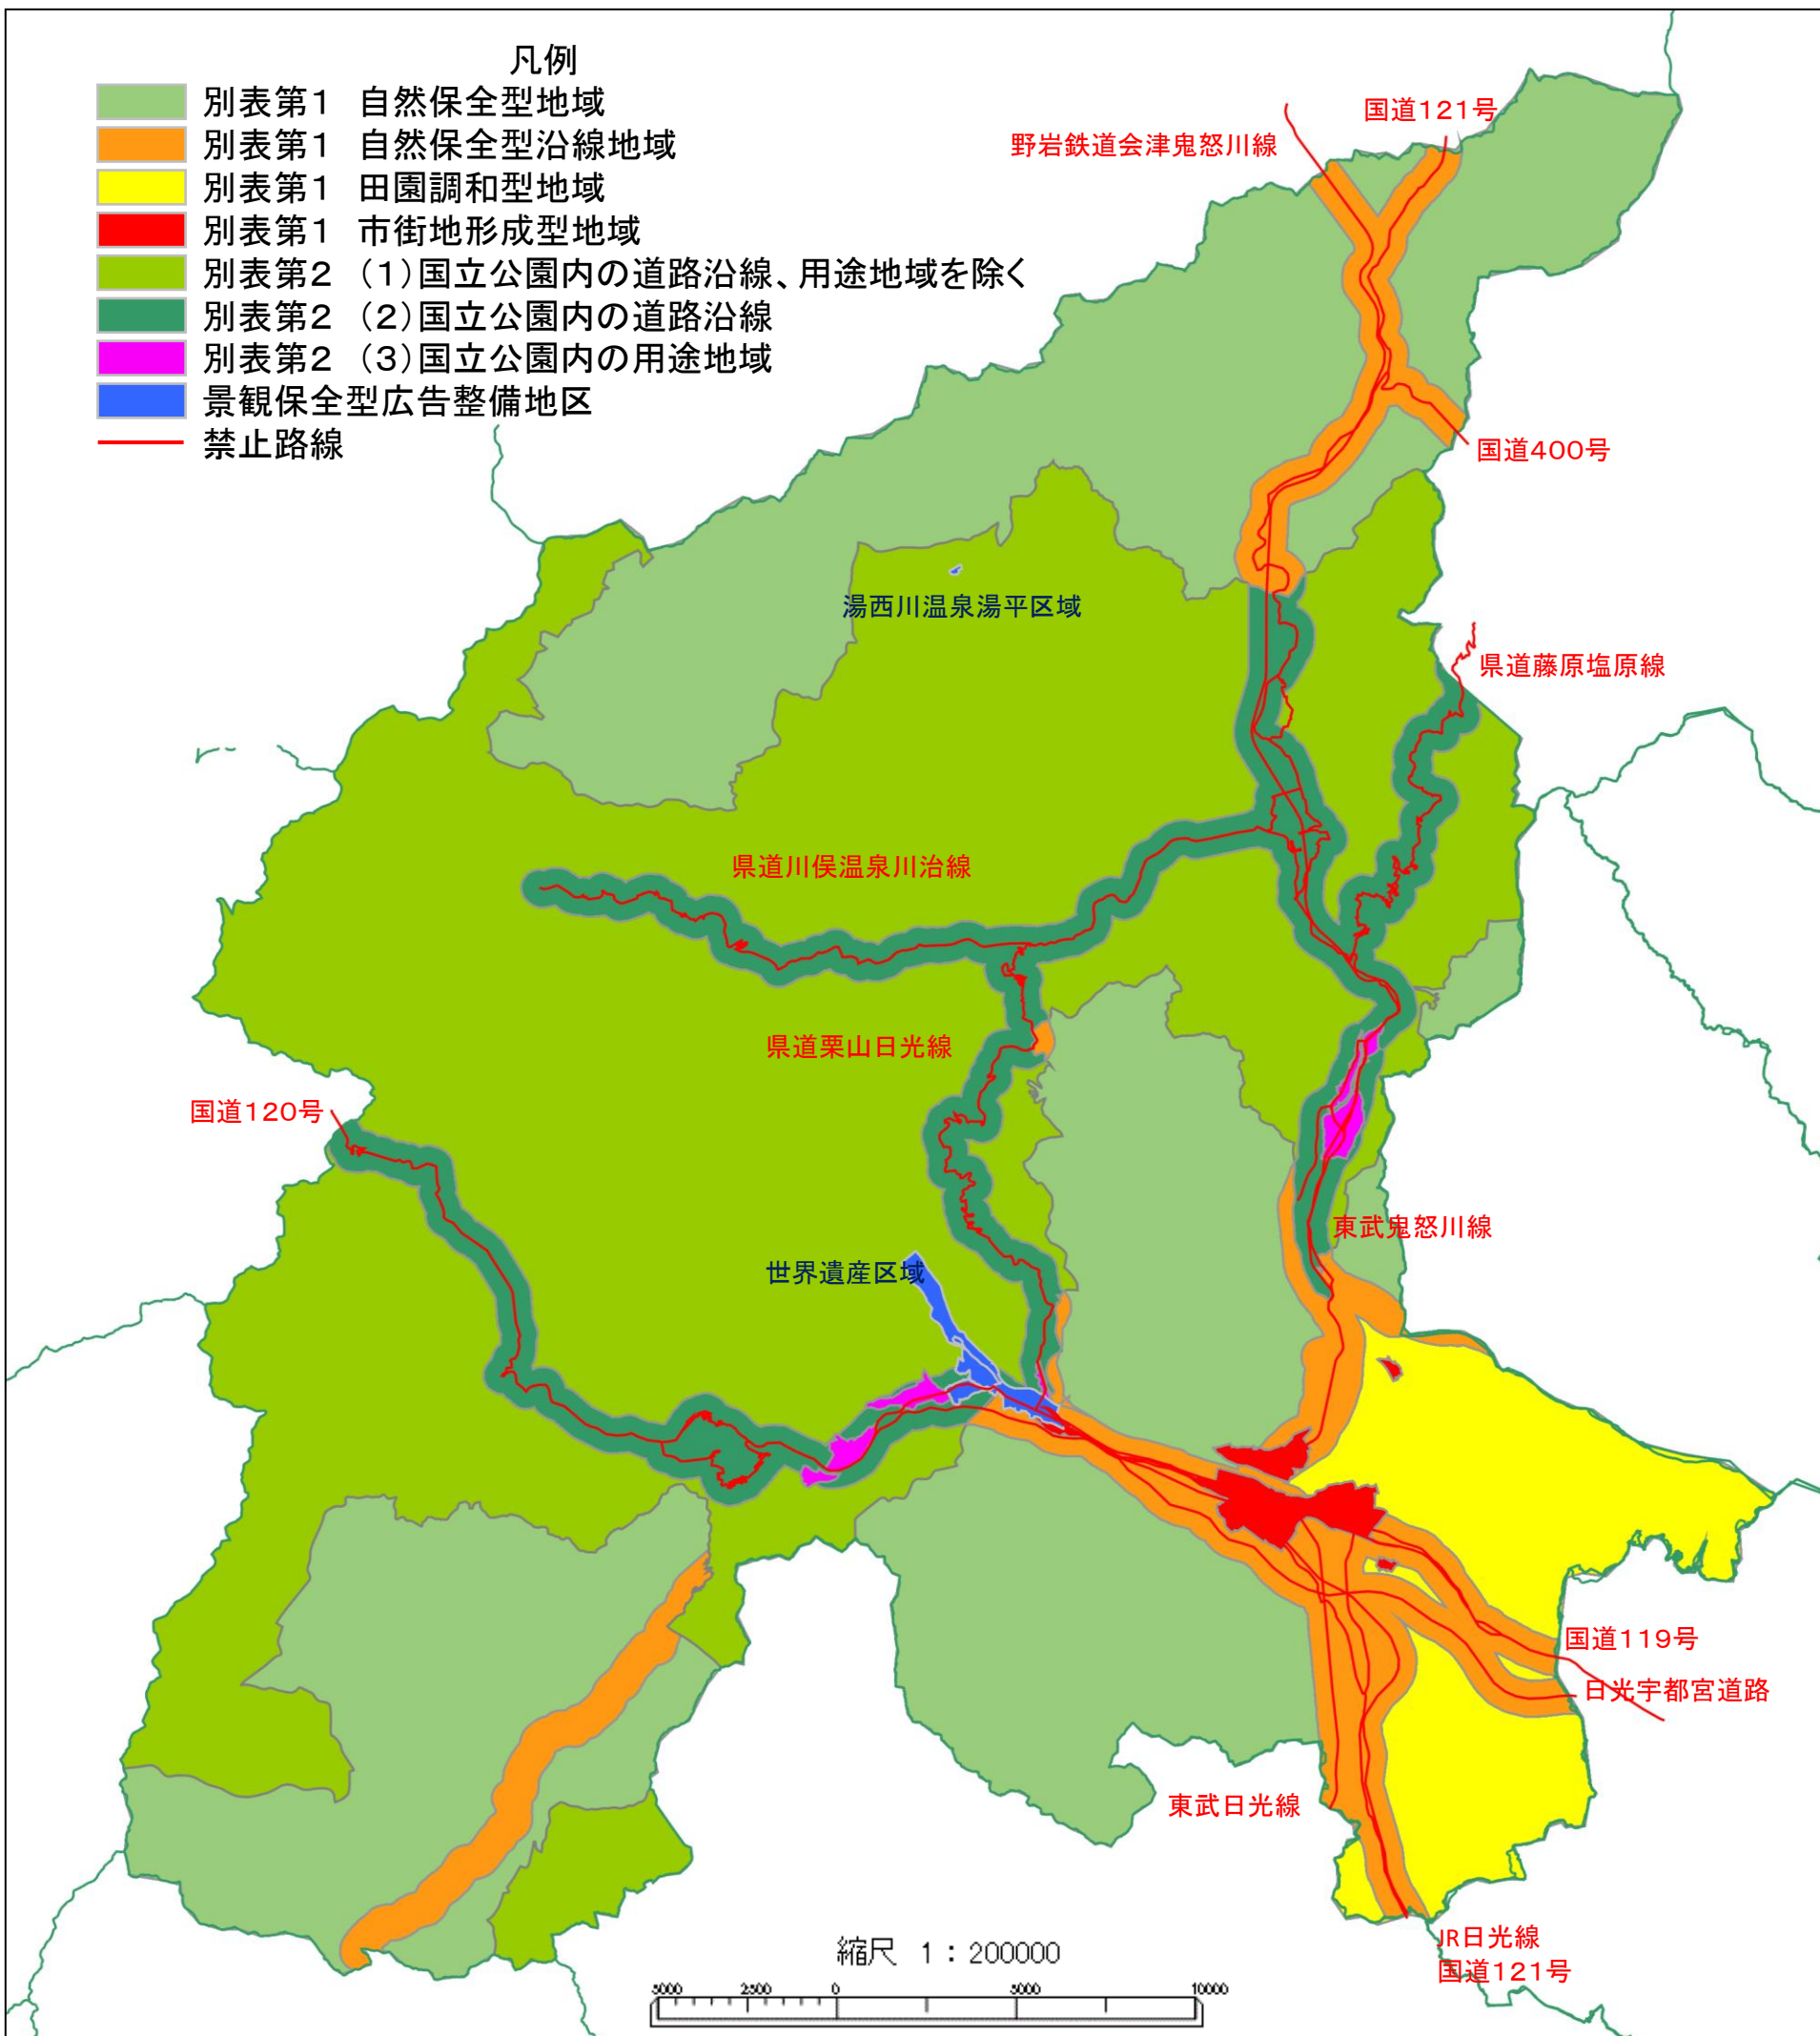 凡例
別表第1 自然保全型地域
別表第1 自然保全型沿線地域
別表第1 田園調和型地域
別表第1 市街地形成型地域
別表第2 (1)国立公園内の道路沿線、用途地域を除く
別表第2 (2)国立公園内の道路沿線
別表第2 (3)国立公園内の用途地域
景観保全型広告整備地区
禁止路線
国道121号
野岩鉄道会津鬼怒川線
国道400号
湯西川温泉湯平区域
県道藤原塩原線
県道川俣温泉川治線
県道栗山日光線
国道120号
東武鬼怒川線
世界遺産区域
国道119号
日光宇都宮道路
東武日光線
JR日光線
国道121号
縮尺 1:200000
5000 2500 0 5000 10000